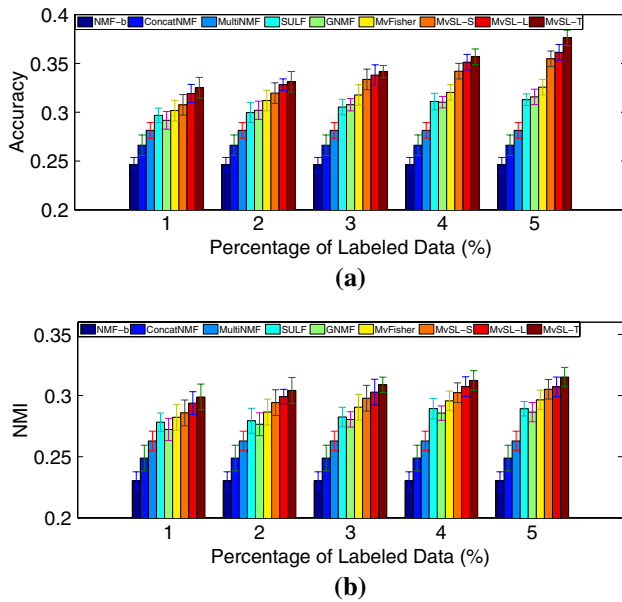 0.4
NMF-b ConcatNMF MultiNMF SULF GNMF MvFisher MvSL-S MvSL-L MvSL-T
0.35
Accuracy
0.3
0.25
0.2
1 2 3 4 5
Percentage of Labeled Data (%)
(a)
0.35
NMF-b ConcatNMF MultiNMF SULF GNMF MvFisher MvSL-S MvSL-L MvSL-T
NMI
0.3
0.25
0.2
1 2 3 4 5
Percentage of Labeled Data (%)
(b)